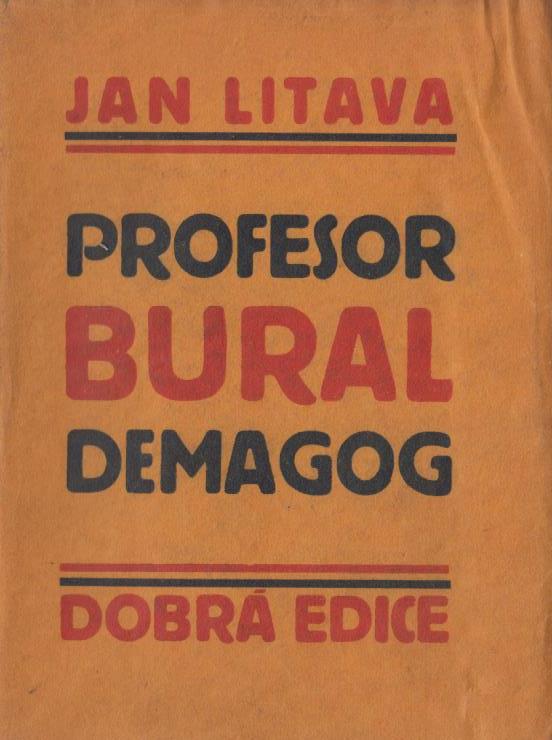 JAN LITAVA
PROFESOR
BURAL
DEMAGOG
DOBRÁ EDICE